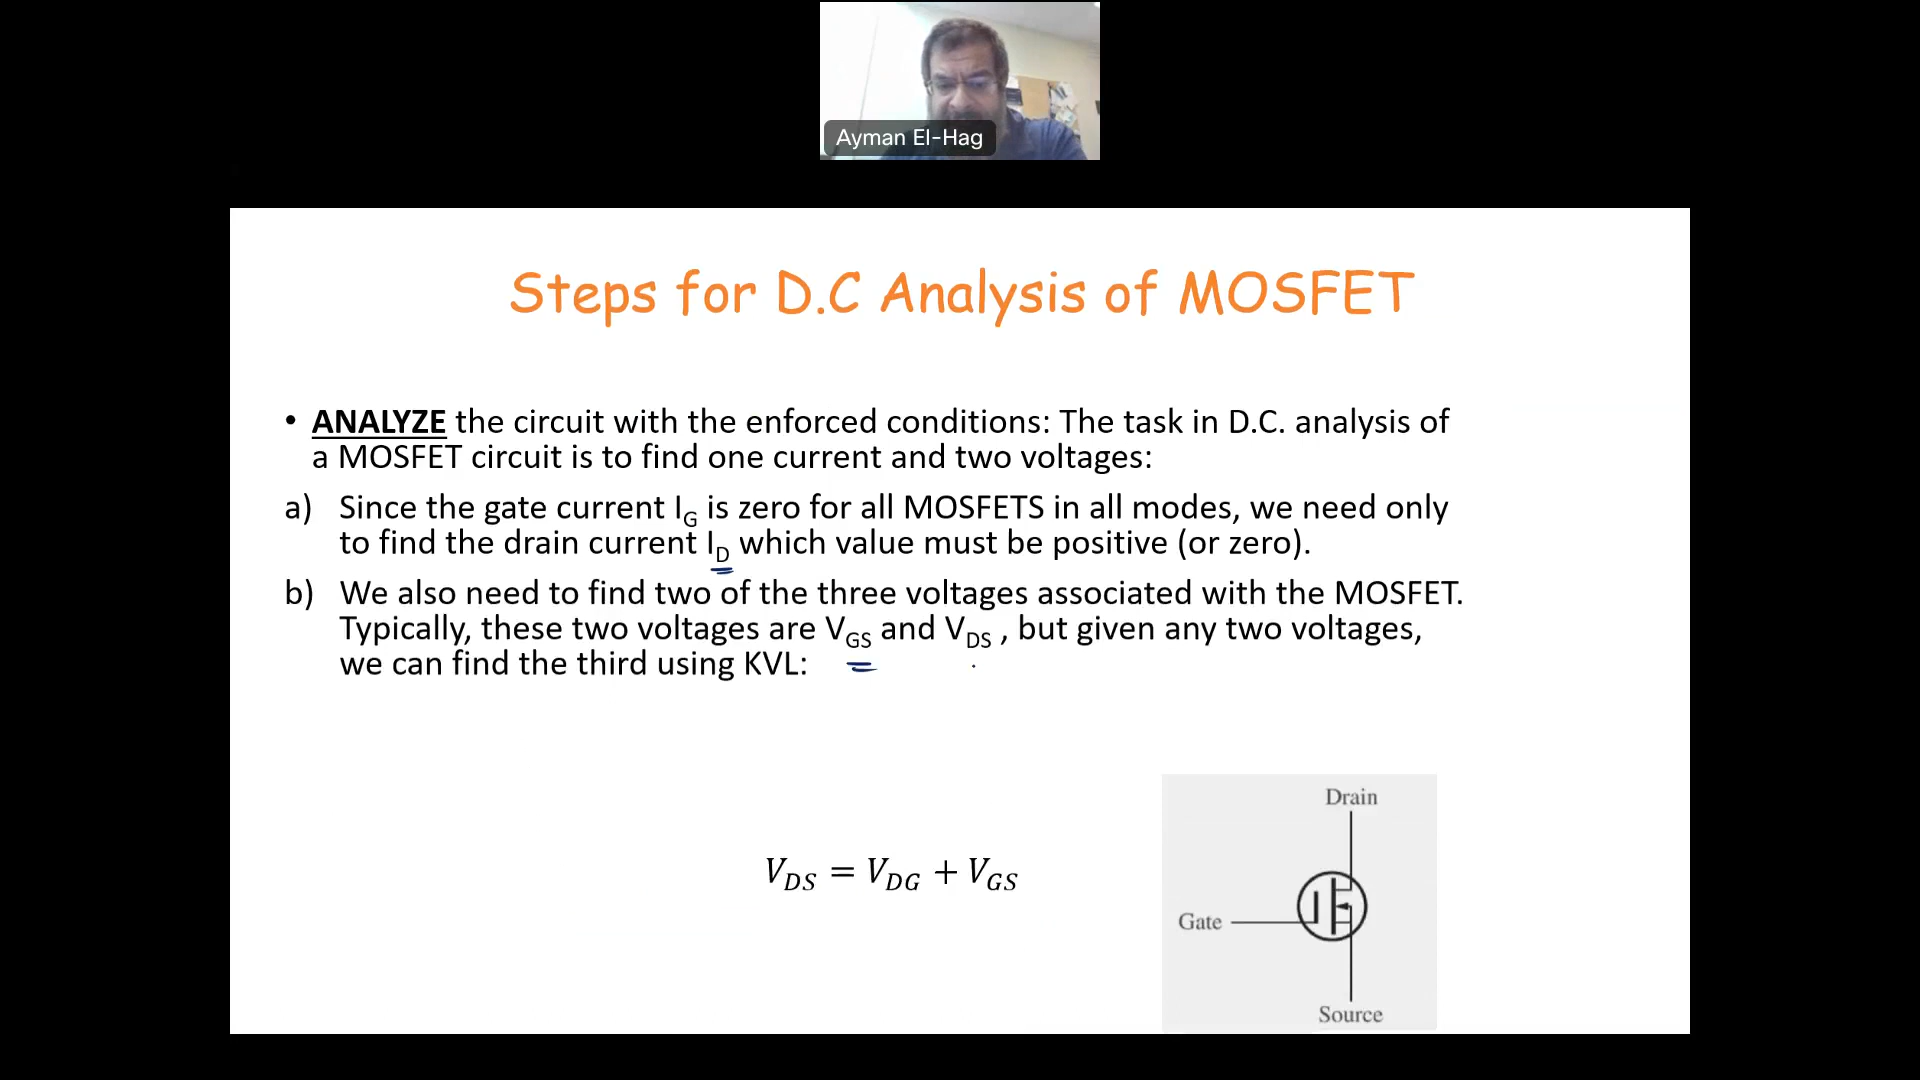 Ayman El-Hag
Steps for D.C Analysis of MOSFET
• ANALYZE the circuit with the enforced conditions: The task in D.C. analysis of
a MOSFET circuit is to find one current and two voltages:
a) Since the gate current I_G is zero for all MOSFETS in all modes, we need only
to find the drain current I_D which value must be positive (or zero).
b) We also need to find two of the three voltages associated with the MOSFET.
Typically, these two voltages are V_GS and V_DS , but given any two voltages,
we can find the third using KVL:
V_DS = V_DG + V_GS
Drain
Gate
Source